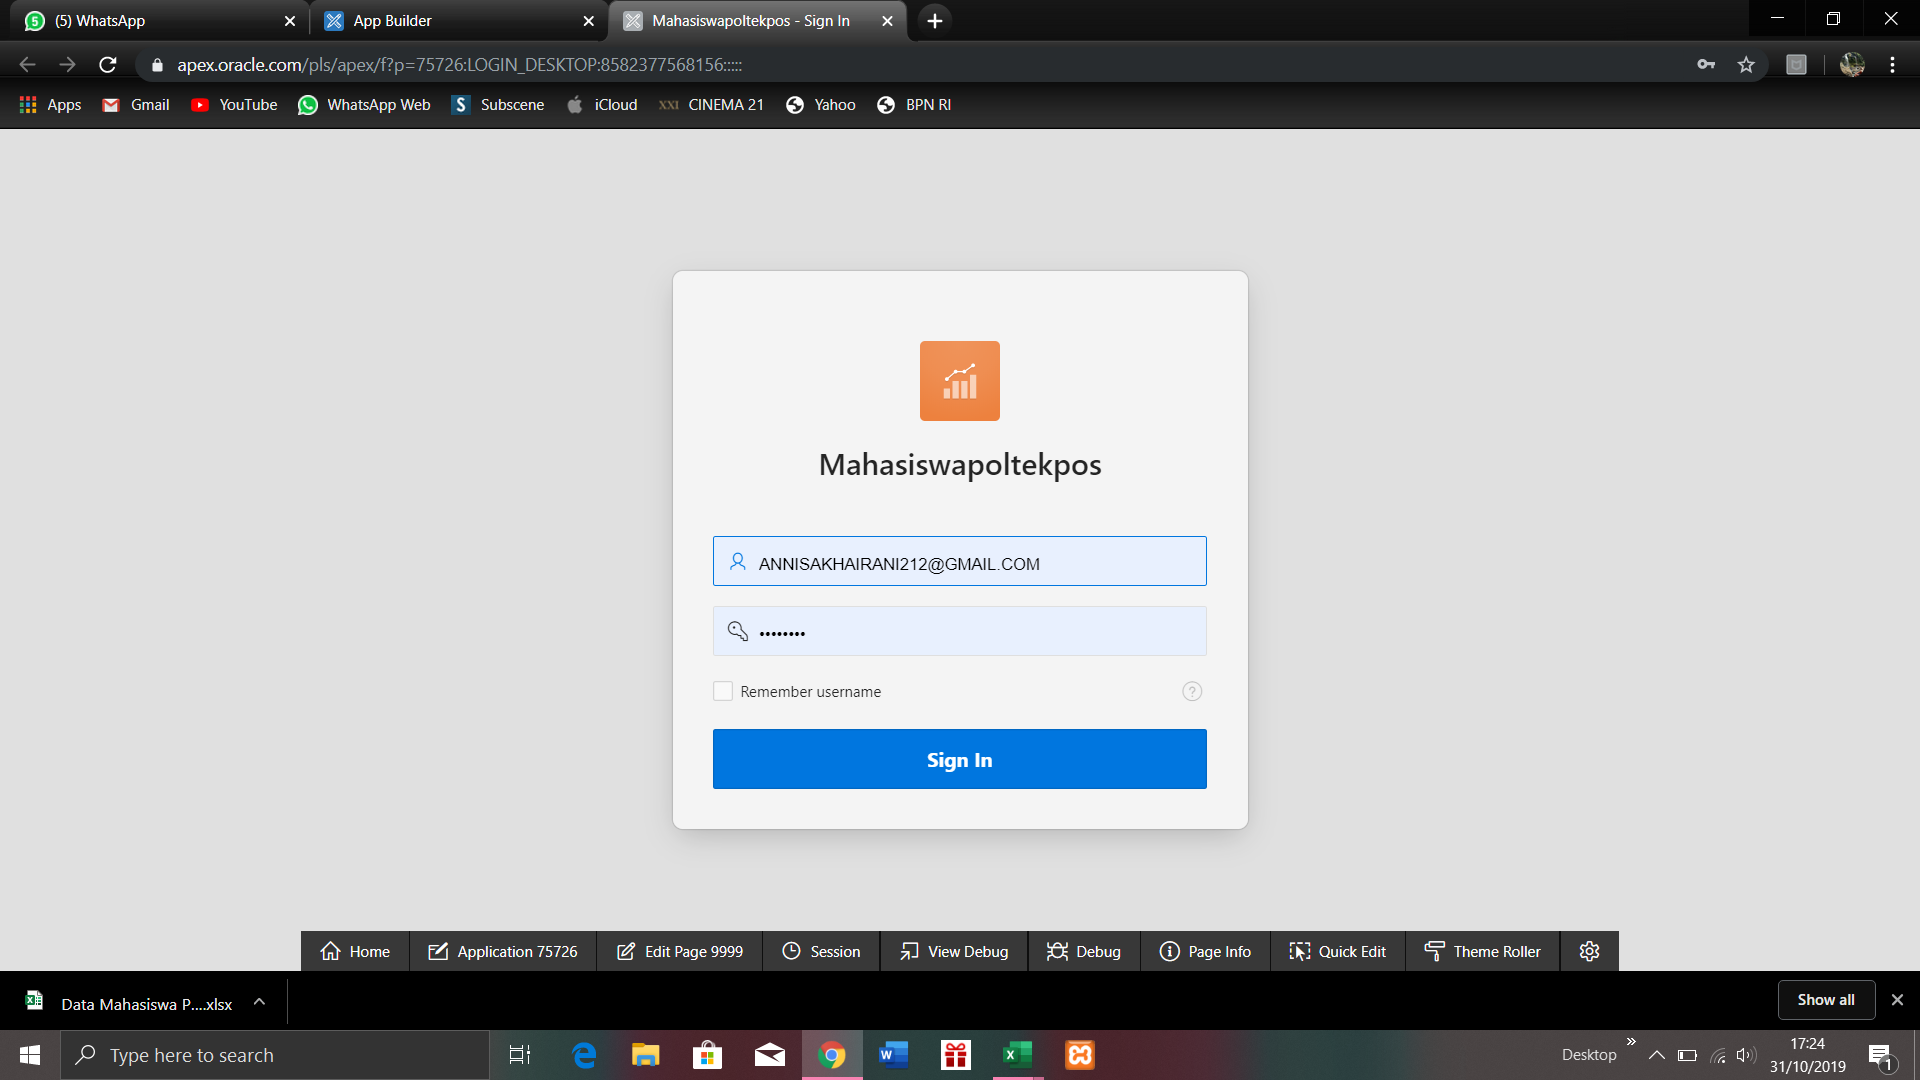 (5) WhatsApp
App Builder
Mahasiswapoltekpos - Sign In
apex.oracle.com/pls/apex/f?p=75726:LOGIN_DESKTOP:8582377568156:::::
Apps
Gmail
YouTube
WhatsApp Web
Subscene
iCloud
XXI
CINEMA 21
Yahoo
BPN RI
Mahasiswapoltekpos
ANNISAKHAIRANI212@GMAIL.COM
••••••••
Remember username
?
Sign In
Home
Application 75726
Edit Page 9999
Session
View Debug
Debug
Page Info
Quick Edit
Theme Roller
Data Mahasiswa P....xlsx
Show all
Type here to search
Desktop
17:24
31/10/2019
1